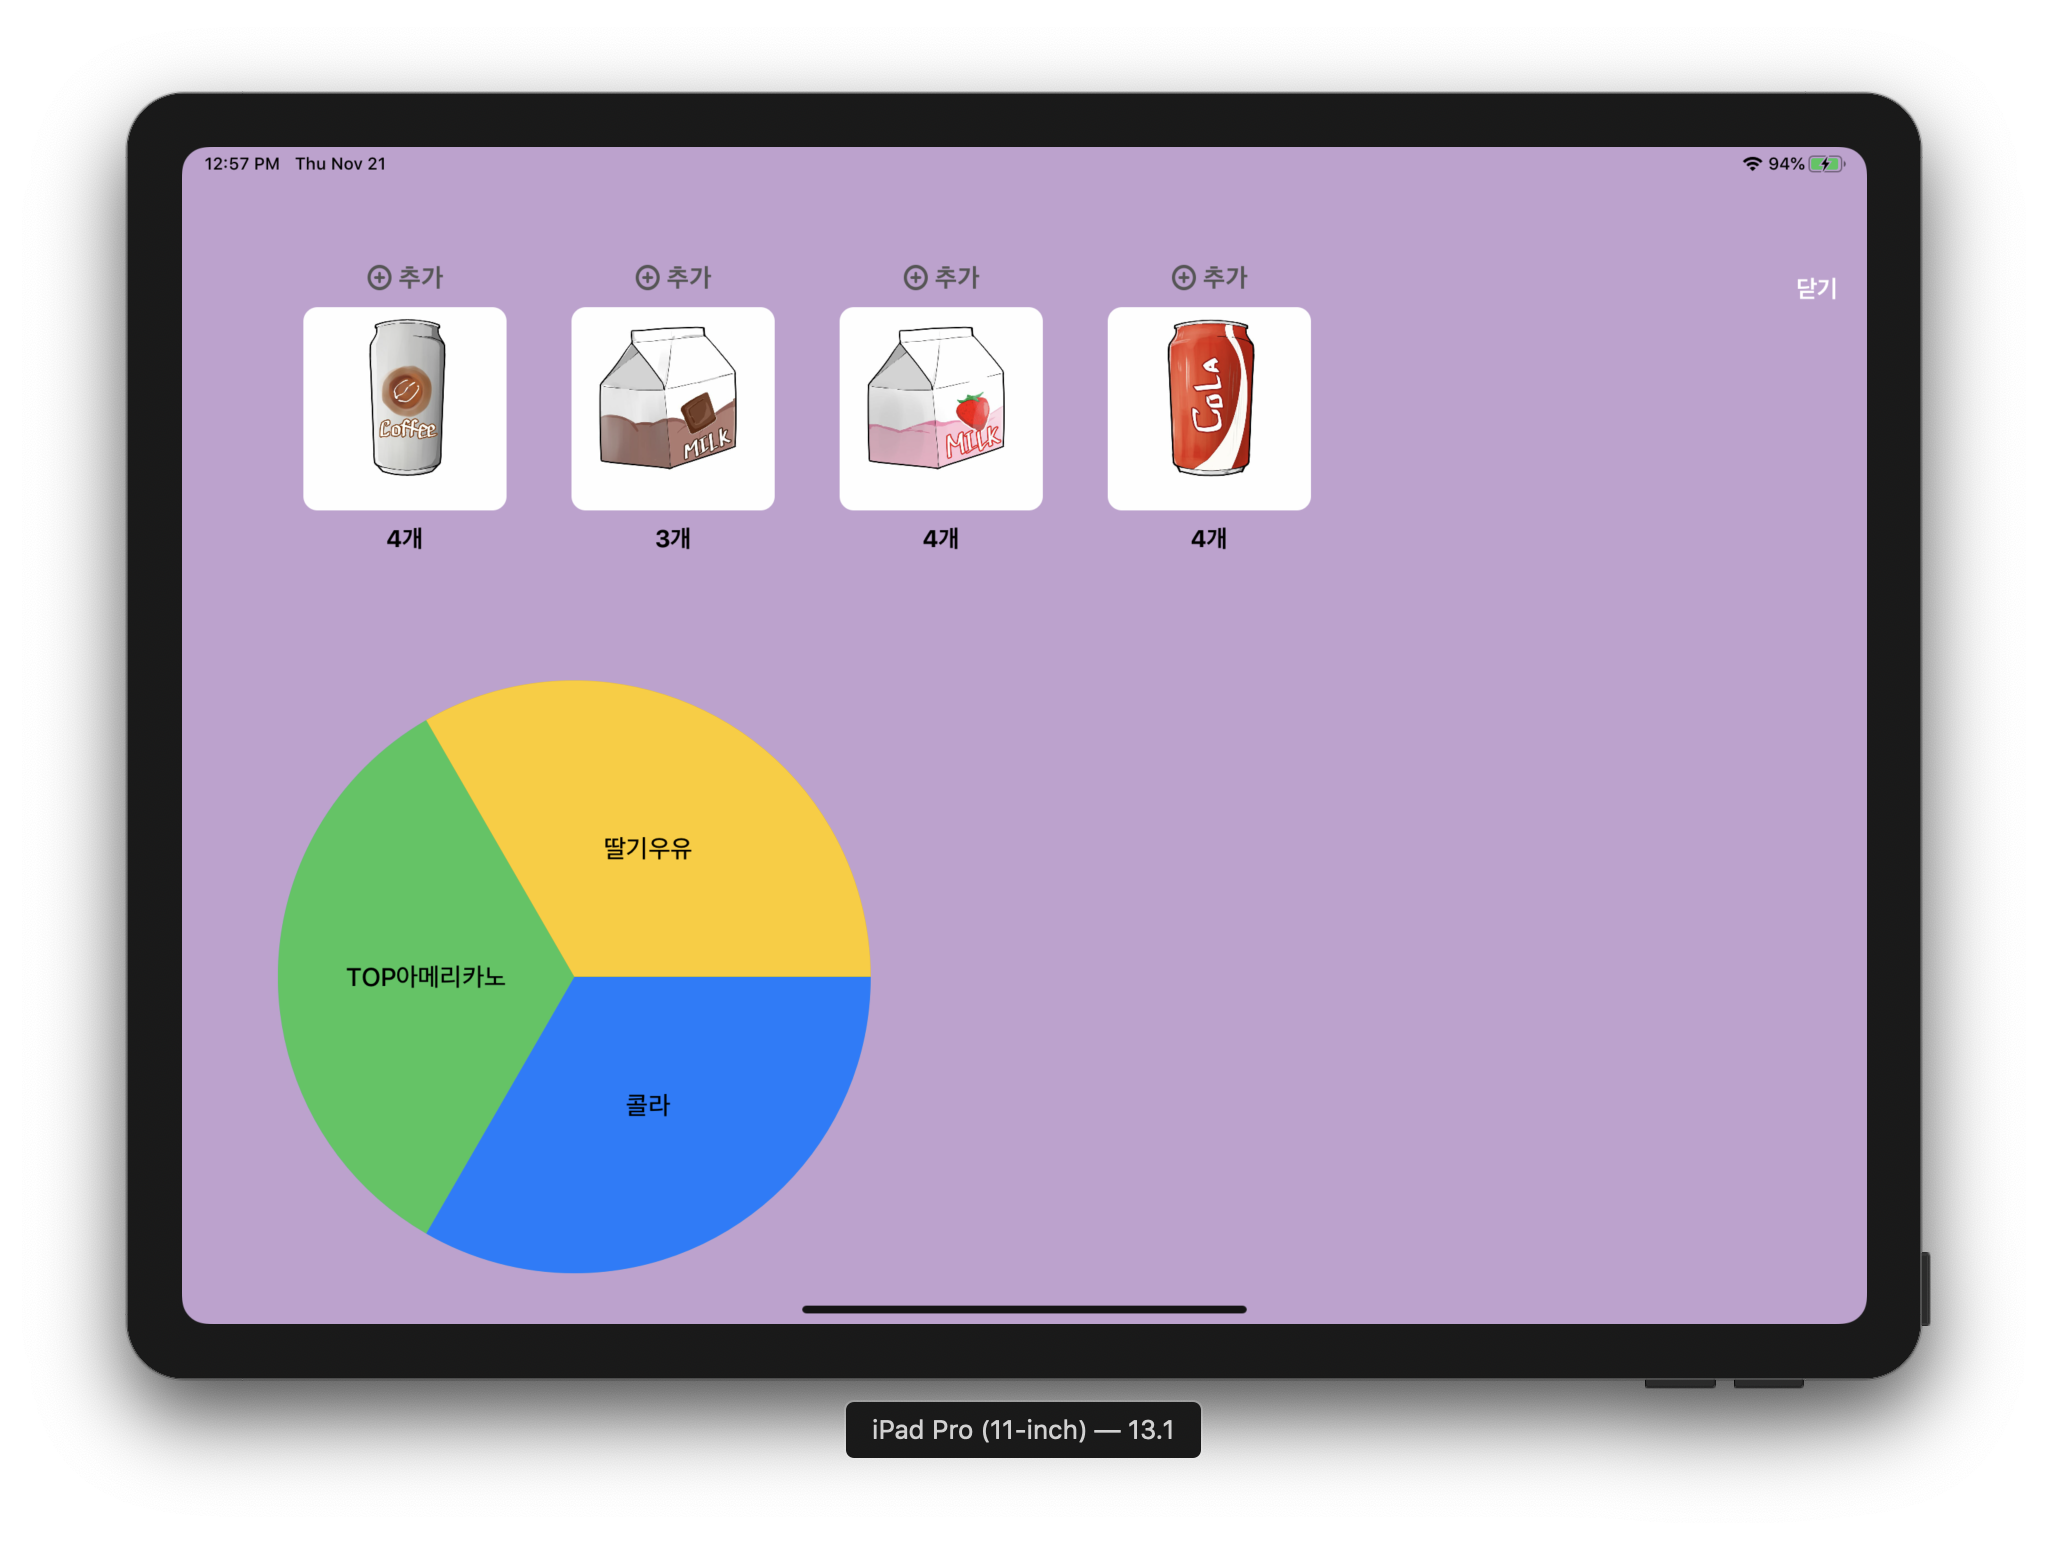 12:57 PM Thu Nov 21
94%
추가
추가
추가
추가
닫기
Coffee
MILK
MILK
Cola
4개
3개
4개
4개
딸기우유
TOP아메리카노
콜라
iPad Pro (11-inch) — 13.1